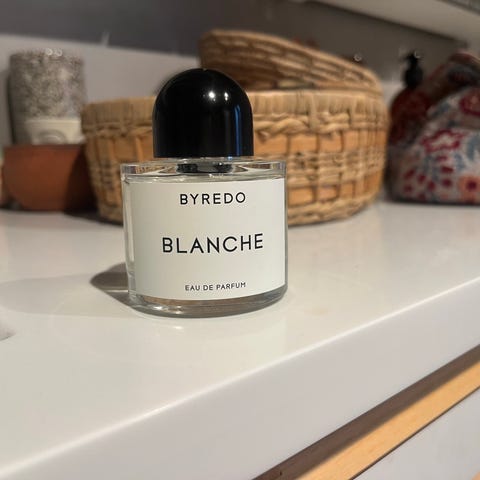 BYREDO
BLANCHE
EAU DE PARFUM